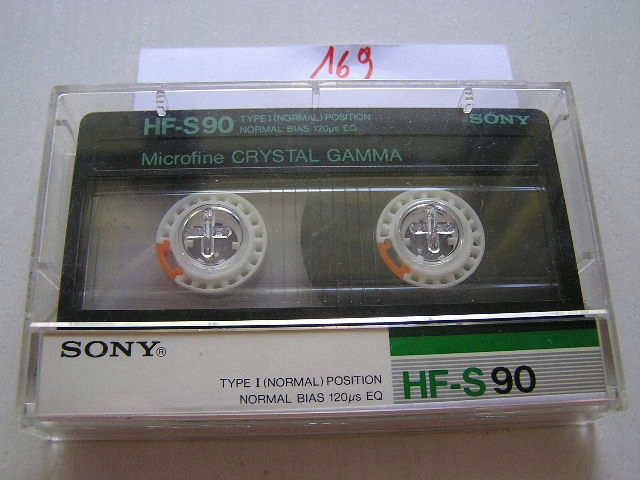 169
HF-S 90 TYPE I (NORMAL) POSITION SONY
NORMAL BIAS 120µs EQ
Microfine CRYSTAL GAMMA
SONY®
TYPE I (NORMAL) POSITION
NORMAL BIAS 120µs EQ
HF-S 90